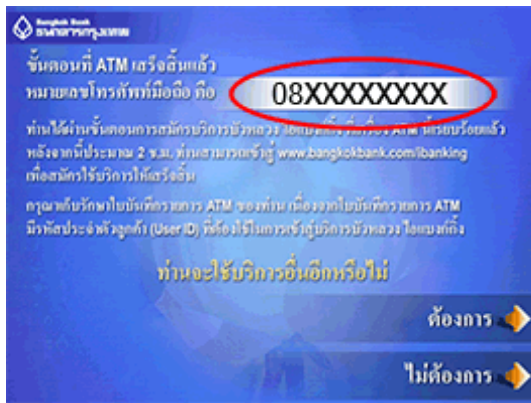 Bangkok Bank
ธนาคารกรุงเทพ
ขั้นตอนที่ ATM เสร็จสิ้นแล้ว
หมายเลขโทรศัพท์มือถือ คือ 08XXXXXXXX
ท่านได้ผ่านขั้นตอนการสมัครบริการบัวหลวง ไอแบงก์กิ้ง ที่เครื่อง ATM นี้เรียบร้อยแล้ว
หลังจากนี้ประมาณ 2 ช.ม. ท่านสามารถเข้าสู่ www.bangkokbank.com/ibanking
เพื่อสมัครใช้บริการให้เสร็จสิ้น
กรุณาเก็บรักษาใบบันทึกรายการ ATM ของท่าน เนื่องจากใบบันทึกรายการ ATM
มีรหัสประจำตัวลูกค้า (User ID) ที่ต้องใช้ในการเข้าสู่บริการบัวหลวง ไอแบงก์กิ้ง
ท่านจะใช้บริการอื่นอีกหรือไม่
ต้องการ
ไม่ต้องการ